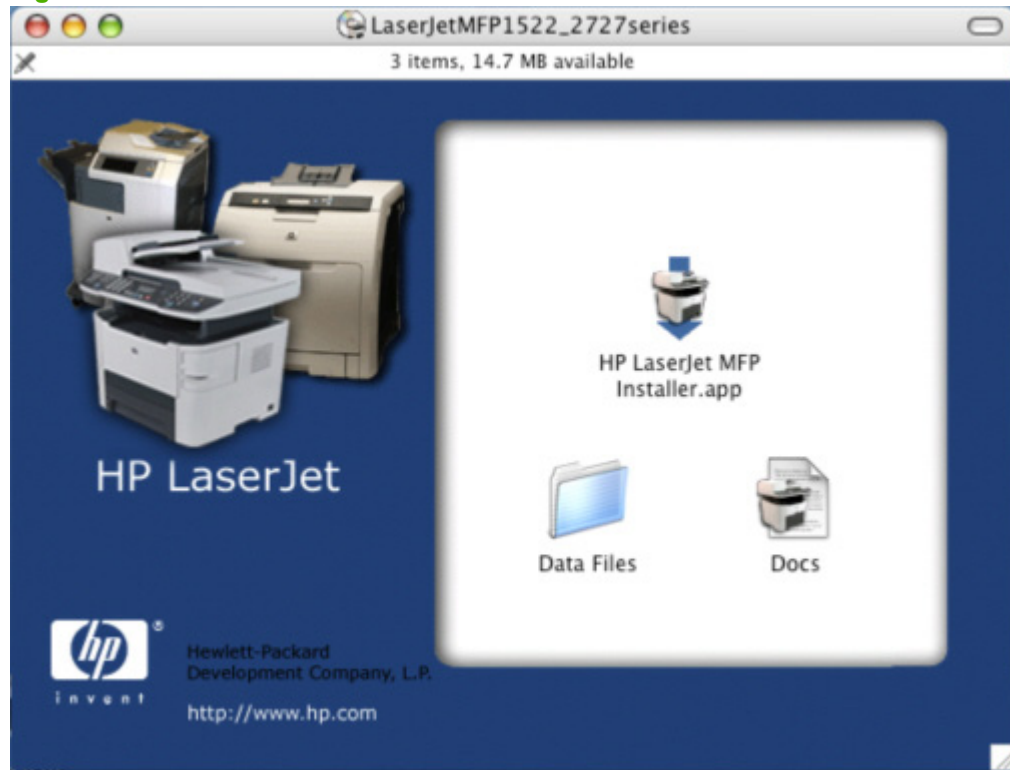 LaserJetMFP1522_2727series
3 items, 14.7 MB available
HP LaserJet MFP
Installer.app
HP LaserJet
Data Files
Docs
hp
®
invent
Hewlett-Packard
Development Company, L.P.
http://www.hp.com